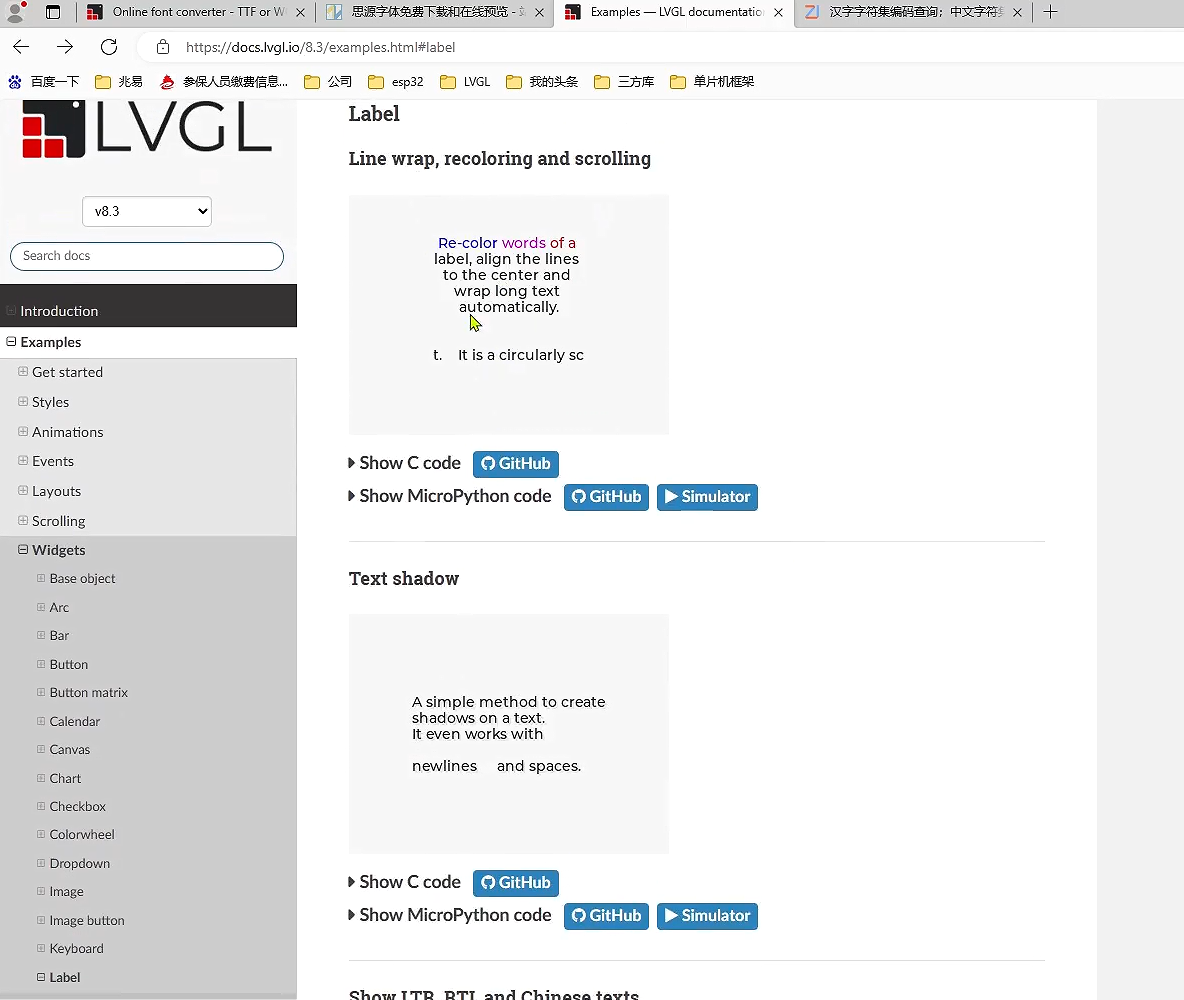 Online font converter - TTF or W
思源字体免费下载和在线预览 -
Examples — LVGL documentation
汉字字符集编码查询；中文字符集
https://docs.lvgl.io/8.3/examples.html#label
百度一下
兆易
参保人员缴费信息...
公司
esp32
LVGL
我的头条
三方库
单片机框架
LVGL
v8.3
Search docs
Introduction
Examples
Get started
Styles
Animations
Events
Layouts
Scrolling
Widgets
Base object
Arc
Bar
Button
Button matrix
Calendar
Canvas
Chart
Checkbox
Colorwheel
Dropdown
Image
Image button
Keyboard
Label
Label
Line wrap, recoloring and scrolling
Re-color words of a
label, align the lines
to the center and
wrap long text
automatically.
t. It is a circularly sc
Show C code GitHub
Show MicroPython code GitHub Simulator
Text shadow
A simple method to create
shadows on a text.
It even works with
newlines and spaces.
Show C code GitHub
Show MicroPython code GitHub Simulator
Show LTR, RTL and Chinese texts